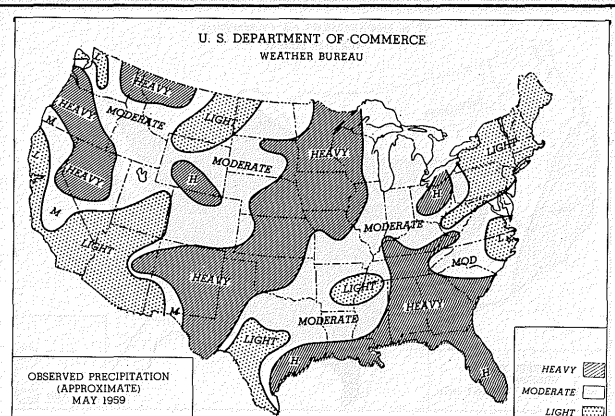 U. S. DEPARTMENT OF COMMERCE
WEATHER BUREAU
HEAVY
HEAVY
MODERATE
LIGHT
HEAVY
M
L
HEAVY
H
MODERATE
H
LIGHT
MODERATE
L
M
LIGHT
MOD
HEAVY
LIGHT
HEAVY
M
MODERATE
LIGHT
H
H
OBSERVED PRECIPITATION
(APPROXIMATE)
MAY 1959
HEAVY
MODERATE
LIGHT